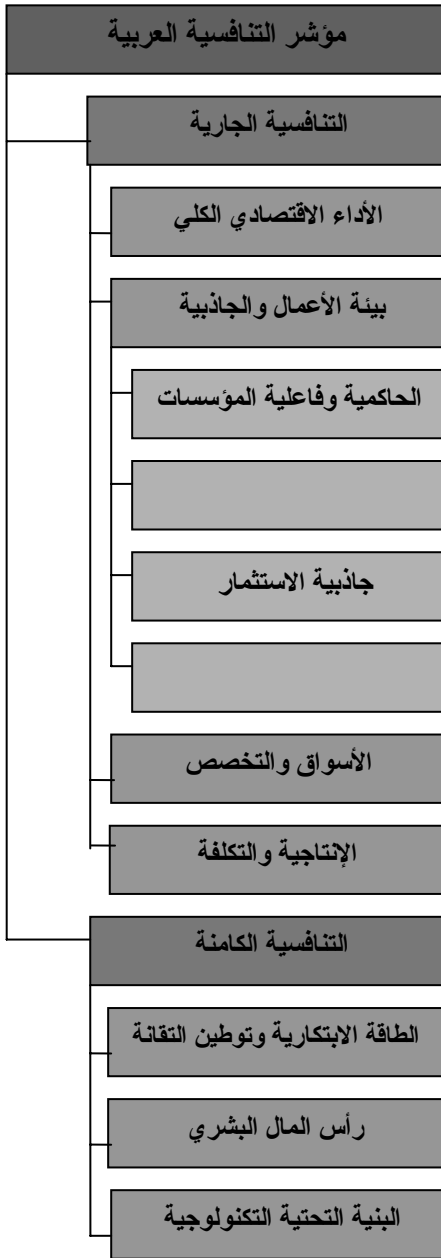 مؤشر التنافسية العربية
التنافسية الجارية
الأداء الاقتصادي الكلي
بيئة الأعمال والجاذبية
الحاكمية وفاعلية المؤسسات
جاذبية الاستثمار
الأسواق والتخصص
الإنتاجية والتكلفة
التنافسية الكامنة
الطاقة الابتكارية وتوطين التقانة
رأس المال البشري
البنية التحتية التكنولوجية